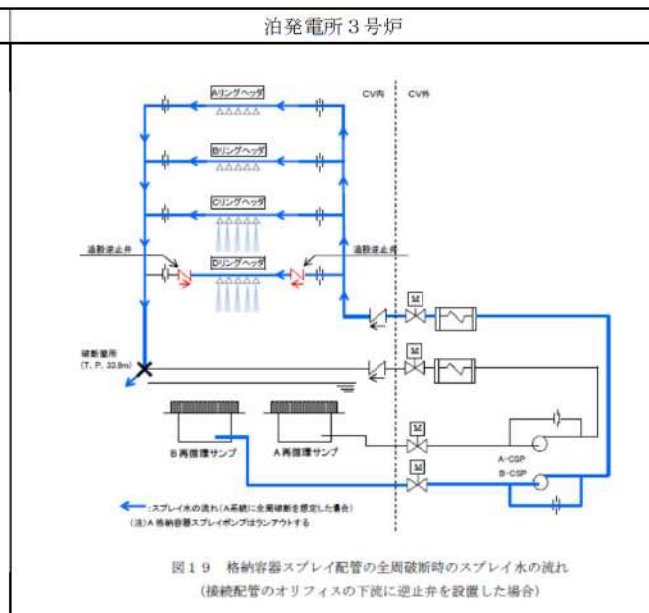 泊発電所３号炉
Aリングヘッダ
CV内
CV外
Bリングヘッダ
Cリングヘッダ
追設逆止弁
追設逆止弁
Dリングヘッダ
M
破断箇所
(T. P. 33.8m)
M
M
B再循環サンプ
A再循環サンプ
A-CSP
M
B-CSP
:スプレイ水の流れ(A系統に全周破断を想定した場合)
(注)A格納容器スプレイポンプはランアウトする
図１９　格納容器スプレイ配管の全周破断時のスプレイ水の流れ
(接続配管のオリフィスの下流に逆止弁を設置した場合)